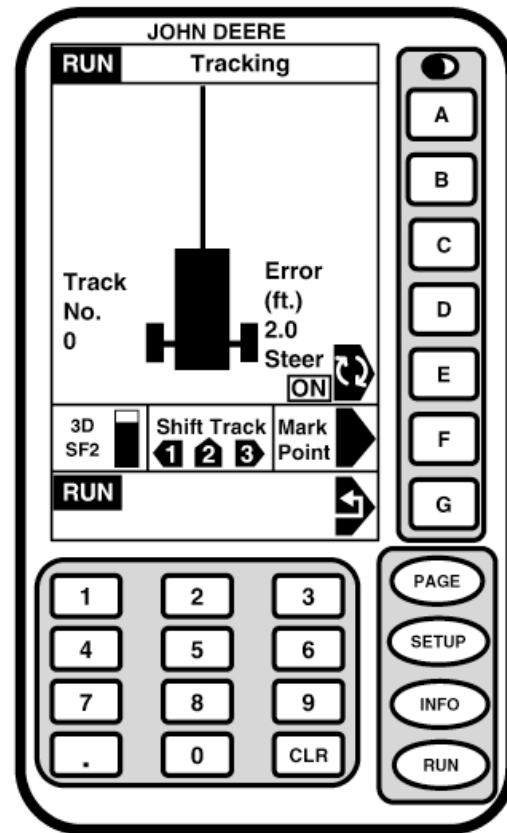 JOHN DEERE
RUN Tracking
Track
No.
0
Error
(ft.)
2.0
Steer
ON
3D
SF2
Shift Track
1 2 3
Mark
Point
RUN
A
B
C
D
E
F
G
1 2 3
4 5 6
7 8 9
. 0 CLR
PAGE
SETUP
INFO
RUN